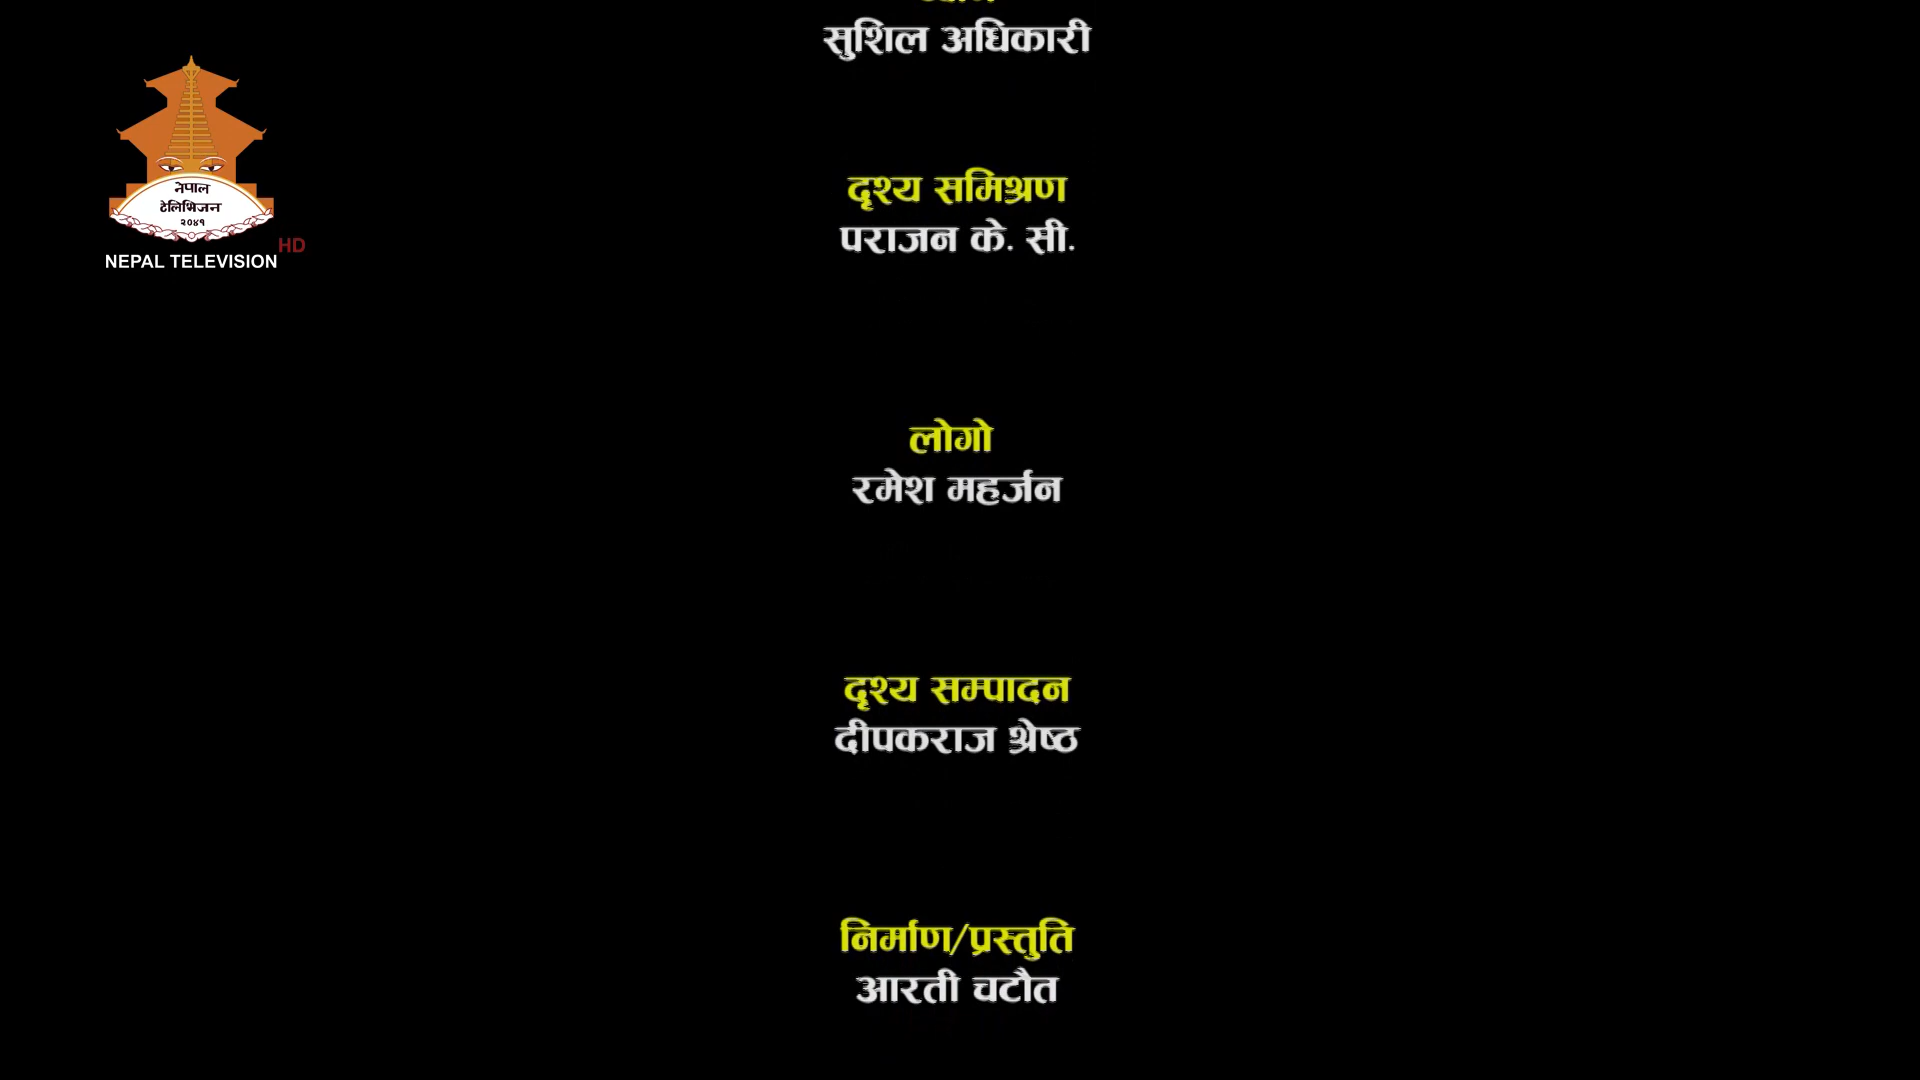 सुशिल अधिकारी
नेपाल
टेलिभिजन
२०४१
HD
NEPAL TELEVISION
दृश्य समिश्रण
पराजन के. सी.
लोगो
रमेश महर्जन
दृश्य सम्पादन
दीपकराज श्रेष्ठ
निर्माण/प्रस्तुति
आरती चटौत